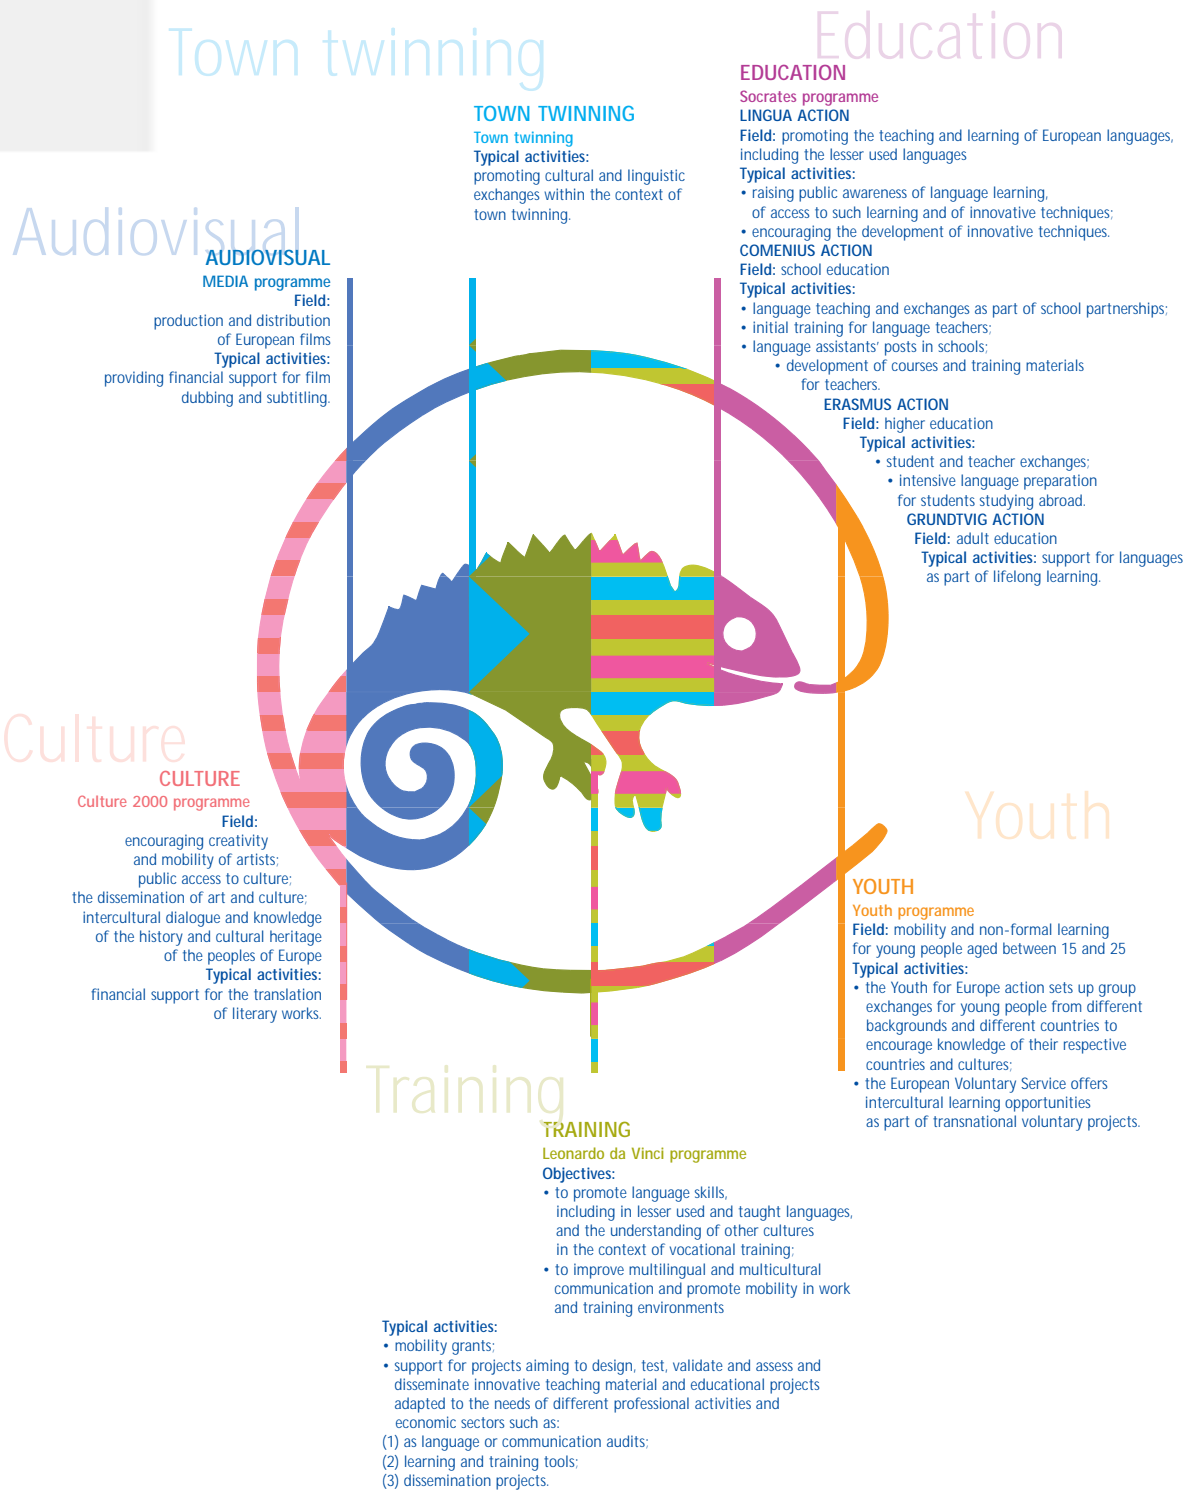 Town twinning
Education
EDUCATION
Socrates programme
LINGUA ACTION
Field: promoting the teaching and learning of European languages,
including the lesser used languages
Typical activities:
• raising public awareness of language learning,
of access to such learning and of innovative techniques;
• encouraging the development of innovative techniques.
COMENIUS ACTION
Field: school education
Typical activities:
• language teaching and exchanges as part of school partnerships;
• initial training for language teachers;
• language assistants' posts in schools;
• development of courses and training materials
for teachers.
ERASMUS ACTION
Field: higher education
Typical activities:
• student and teacher exchanges;
• intensive language preparation
for students studying abroad.
GRUNDTVIG ACTION
Field: adult education
Typical activities: support for languages
as part of lifelong learning.
TOWN TWINNING
Town twinning
Typical activities:
promoting cultural and linguistic
exchanges within the context of
town twinning.
Audiovisual
AUDIOVISUAL
MEDIA programme
Field:
production and distribution
of European films
Typical activities:
providing financial support for film
dubbing and subtitling.
Culture
CULTURE
Culture 2000 programme
Field:
encouraging creativity
and mobility of artists;
public access to culture;
the dissemination of art and culture;
intercultural dialogue and knowledge
of the history and cultural heritage
of the peoples of Europe
Typical activities:
financial support for the translation
of literary works.
Youth
YOUTH
Youth programme
Field: mobility and non-formal learning
for young people aged between 15 and 25
Typical activities:
• the Youth for Europe action sets up group
exchanges for young people from different
backgrounds and different countries to
encourage knowledge of their respective
countries and cultures;
• the European Voluntary Service offers
intercultural learning opportunities
as part of transnational voluntary projects.
Training
TRAINING
Leonardo da Vinci programme
Objectives:
• to promote language skills,
including in lesser used and taught languages,
and the understanding of other cultures
in the context of vocational training;
• to improve multilingual and multicultural
communication and promote mobility in work
and training environments
Typical activities:
• mobility grants;
• support for projects aiming to design, test, validate and assess and
disseminate innovative teaching material and educational projects
adapted to the needs of different professional activities and
economic sectors such as:
(1) as language or communication audits;
(2) learning and training tools;
(3) dissemination projects.